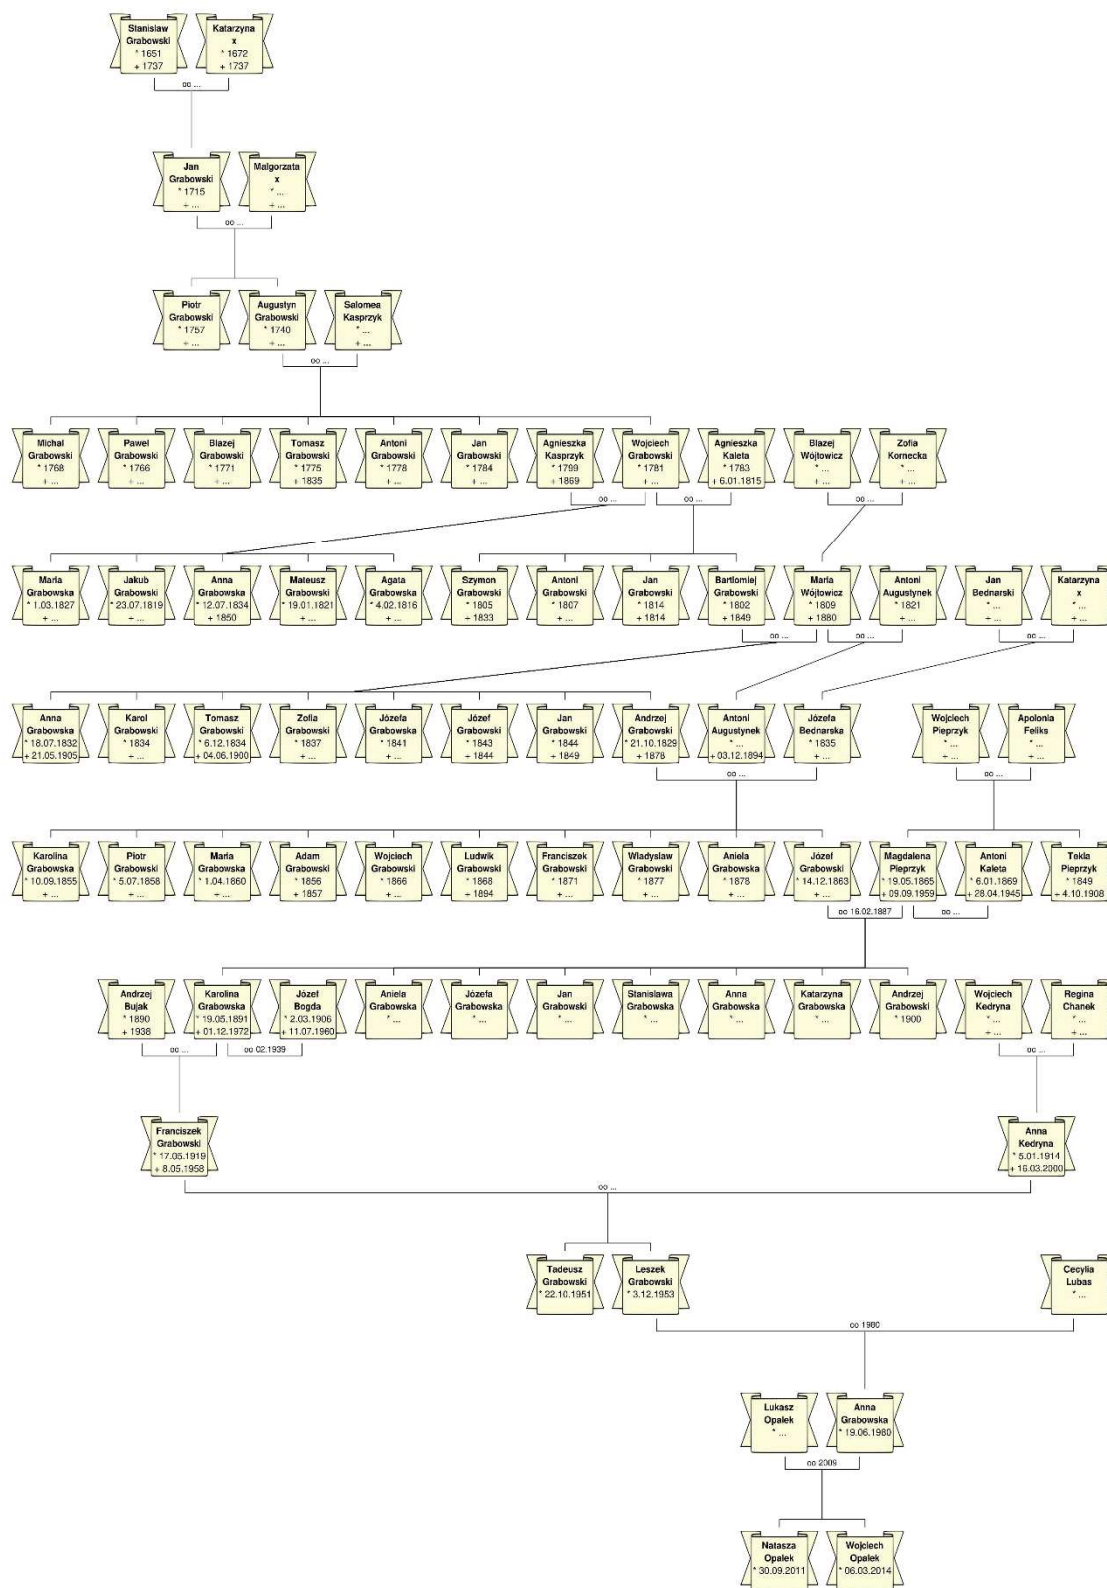 Stanislaw
Grabowski
* 1651
+ 1737
Katarzyna
x
* 1672
+ 1737
oo ...
Jan
Grabowski
* 1715
+ ...
Malgorzata
x
* ...
+ ...
oo ...
Piotr
Grabowski
* 1757
+ ...
Augustyn
Grabowski
* 1740
+ ...
Salomea
Kasprzyk
* ...
+ ...
oo ...
Michal
Grabowski
* 1768
+ ...
Pawel
Grabowski
* 1766
+ ...
Blazej
Grabowski
* 1771
+ ...
Tomasz
Grabowski
* 1775
+ 1835
Antoni
Grabowski
* 1778
+ ...
Jan
Grabowski
* 1784
+ ...
Agnieszka
Kasprzyk
* 1799
+ 1869
Wojciech
Grabowski
* 1781
+ ...
Agnieszka
Kaleta
* 1783
+ 6.01.1815
Blazej
Wójtowicz
* ...
+ ...
Zofia
Kornecka
* ...
+ ...
oo ...
oo ...
oo ...
Maria
Grabowska
* 1.03.1827
+ ...
Jakub
Grabowski
* 23.07.1819
+ ...
Anna
Grabowska
* 12.07.1834
+ 1850
Mateusz
Grabowski
* 19.01.1821
+ ...
Agata
Grabowska
* 4.02.1816
+ ...
Szymon
Grabowski
* 1805
+ 1833
Antoni
Grabowski
* 1807
+ ...
Jan
Grabowski
* 1814
+ 1814
Bartlomiej
Grabowski
* 1802
+ 1849
Maria
Wójtowicz
* 1809
+ 1880
Antoni
Augustynek
* 1821
+ ...
Jan
Bednarski
* ...
+ ...
Katarzyna
x
* ...
+ ...
oo ...
oo ...
oo ...
Anna
Grabowska
* 18.07.1832
+ 21.05.1905
Karol
Grabowski
* 1834
+ ...
Tomasz
Grabowski
* 6.12.1834
+ 04.06.1900
Zofia
Grabowska
* 1837
+ ...
Józefa
Grabowska
* 1841
+ ...
Józef
Grabowski
* 1843
+ 1844
Jan
Grabowski
* 1844
+ 1849
Andrzej
Grabowski
* 21.10.1829
+ 1878
Antoni
Augustynek
* ...
+ 03.12.1894
Józefa
Bednarska
* 1835
+ ...
Wojciech
Pieprzyk
* ...
+ ...
Apolonia
Feliks
* ...
+ ...
oo ...
oo ...
Karolina
Grabowska
* 10.09.1855
+ ...
Piotr
Grabowski
* 5.07.1858
+ ...
Maria
Grabowska
* 1.04.1860
+ ...
Adam
Grabowski
* 1856
+ 1857
Wojciech
Grabowski
* 1866
+ ...
Ludwik
Grabowski
* 1868
+ 1894
Franciszek
Grabowski
* 1871
+ ...
Wladyslaw
Grabowski
* 1877
+ ...
Aniela
Grabowska
* 1878
+ ...
Józef
Grabowski
* 14.12.1863
+ ...
Magdalena
Pieprzyk
* 19.05.1865
+ 09.09.1959
Antoni
Kaleta
* 6.01.1869
+ 28.04.1945
Tekla
Pieprzyk
* 1849
+ 4.10.1908
oo 16.02.1887
oo ...
Andrzej
Bujak
* 1890
+ 1938
Karolina
Grabowska
* 19.05.1891
+ 01.12.1972
Józef
Bogda
* 2.03.1906
+ 11.07.1960
Aniela
Grabowska
* ...
Józefa
Grabowska
* ...
Jan
Grabowski
* ...
Stanislawa
Grabowska
* ...
Anna
Grabowska
* ...
Katarzyna
Grabowska
* ...
Andrzej
Grabowski
* 1900
Wojciech
Kedryna
* ...
+ ...
Regina
Chanek
* ...
+ ...
oo ...
oo 02.1939
oo ...
Franciszek
Grabowski
* 17.05.1919
+ 8.05.1958
Anna
Kedryna
* 5.01.1914
+ 16.03.2000
oo ...
Tadeusz
Grabowski
* 22.10.1951
Leszek
Grabowski
* 3.12.1953
Cecylia
Lubas
* ...
oo 1980
Lukasz
Opalek
* ...
Anna
Grabowska
* 19.06.1980
oo 2009
Natasza
Opalek
* 30.09.2011
Wojciech
Opalek
* 06.03.2014